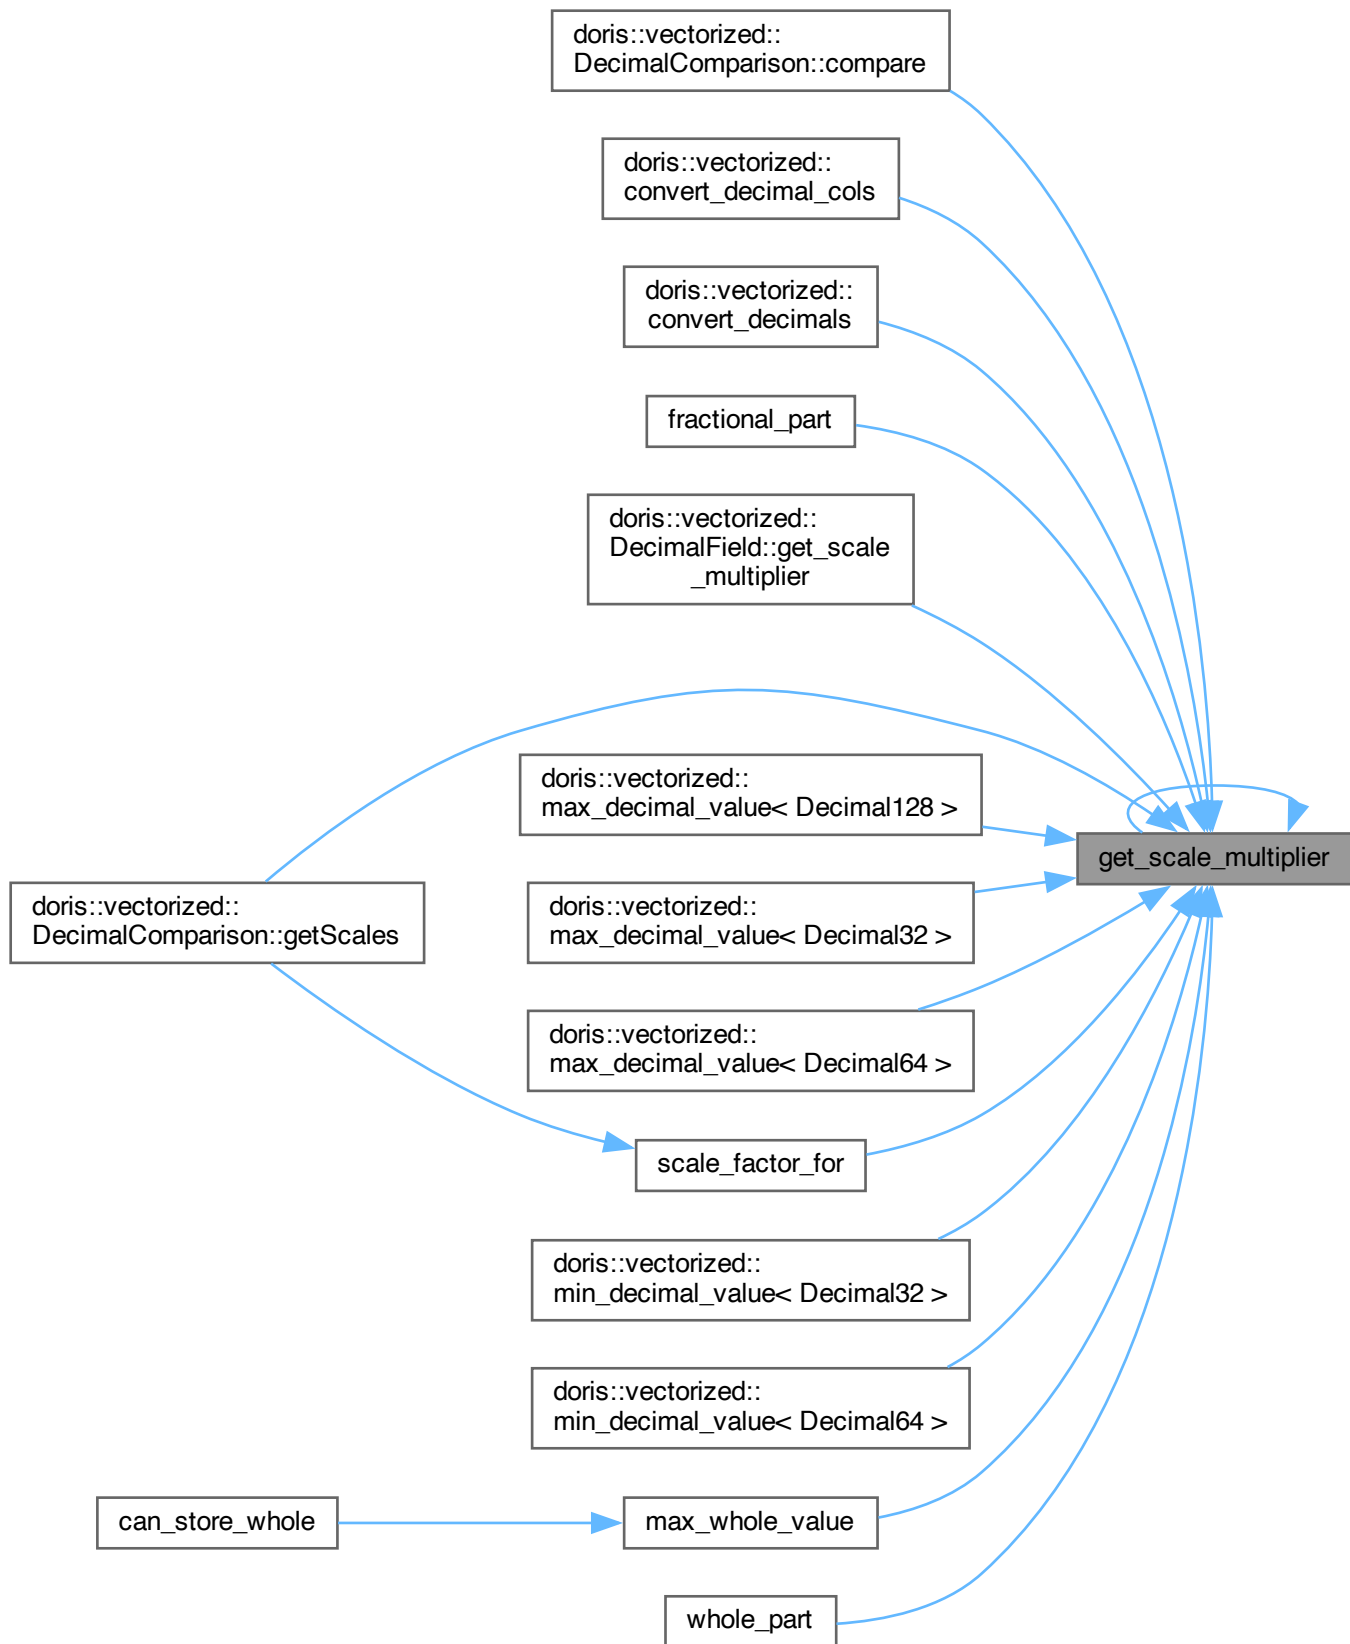 doris::vectorized::
DecimalComparison::compare
doris::vectorized::
convert_decimal_cols
doris::vectorized::
convert_decimals
fractional_part
doris::vectorized::
DecimalField::get_scale
_multiplier
doris::vectorized::
max_decimal_value< Decimal128 >
get_scale_multiplier
doris::vectorized::
DecimalComparison::getScales
doris::vectorized::
max_decimal_value< Decimal32 >
doris::vectorized::
max_decimal_value< Decimal64 >
scale_factor_for
doris::vectorized::
min_decimal_value< Decimal32 >
doris::vectorized::
min_decimal_value< Decimal64 >
can_store_whole
max_whole_value
whole_part